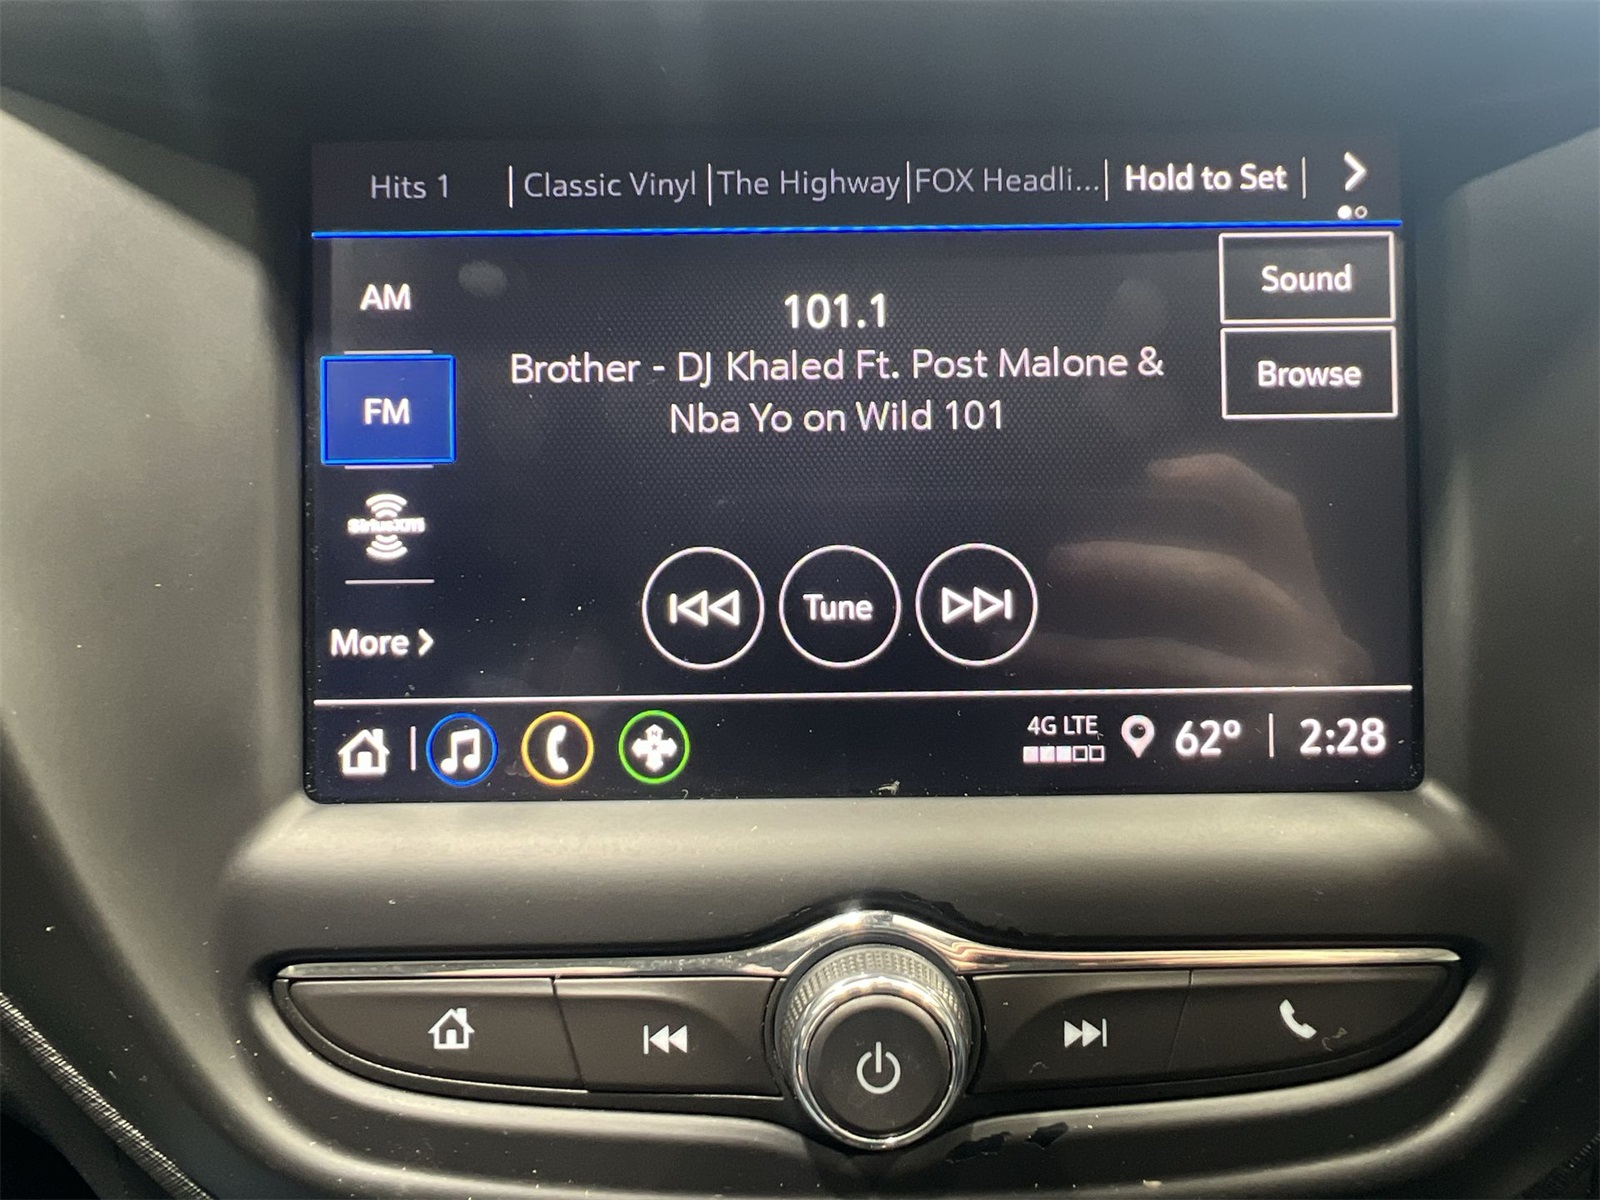 Hits 1 | Classic Vinyl | The Highway | FOX Headli... | Hold to Set |
AM
101.1
Sound
Brother - DJ Khaled Ft. Post Malone &
Browse
FM
Nba Yo on Wild 101
SiriusXM
Tune
More
4G LTE
62° | 2:28